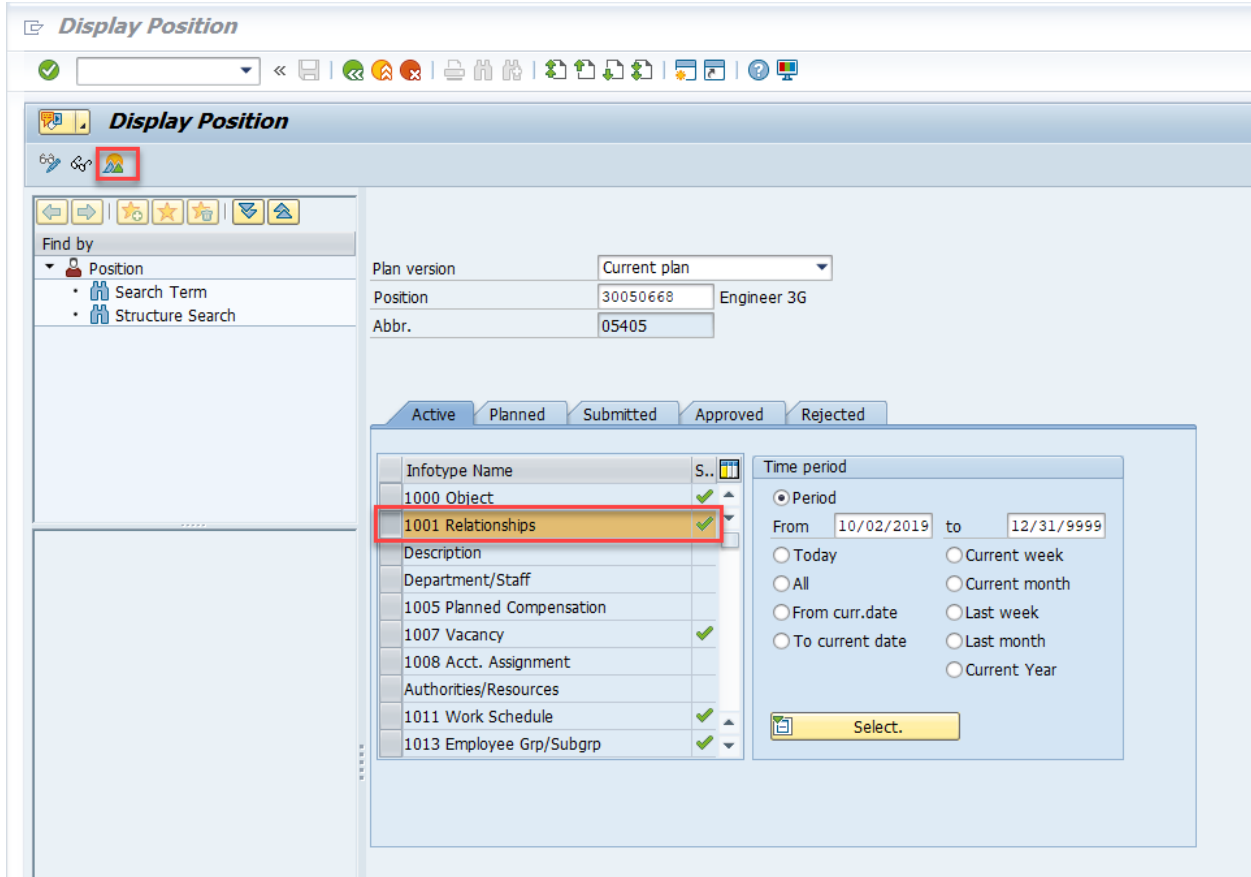 Display Position
Display Position
Find by
Position
Search Term
Structure Search
Plan version Current plan
Position 30050668 Engineer 3G
Abbr. 05405
Active Planned Submitted Approved Rejected
Infotype Name S..
1000 Object
1001 Relationships
Description
Department/Staff
1005 Planned Compensation
1007 Vacancy
1008 Acct. Assignment
Authorities/Resources
1011 Work Schedule
1013 Employee Grp/Subgrp
Time period
Period
From 10/02/2019 to 12/31/9999
Today Current week
All Current month
From curr.date Last week
To current date Last month
Current Year
Select.